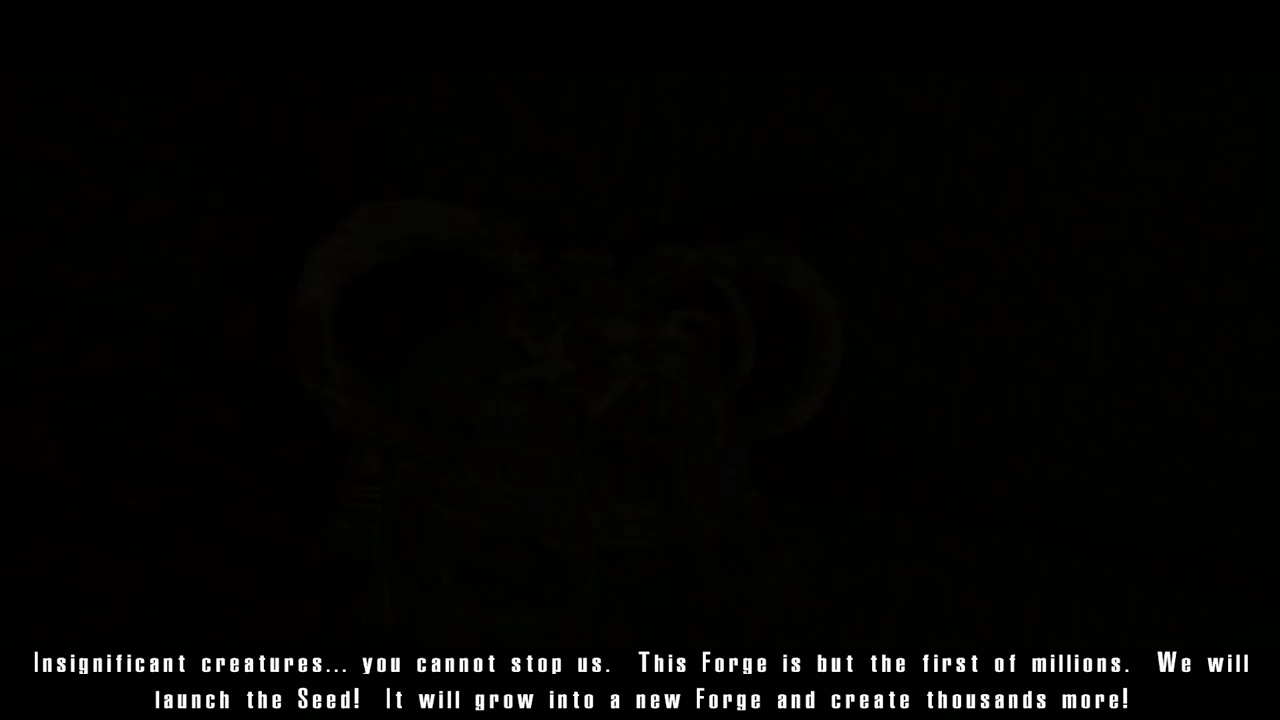 Insignificant creatures... you cannot stop us.  This Forge is but the first of millions.  We will
launch the Seed!  It will grow into a new Forge and create thousands more!